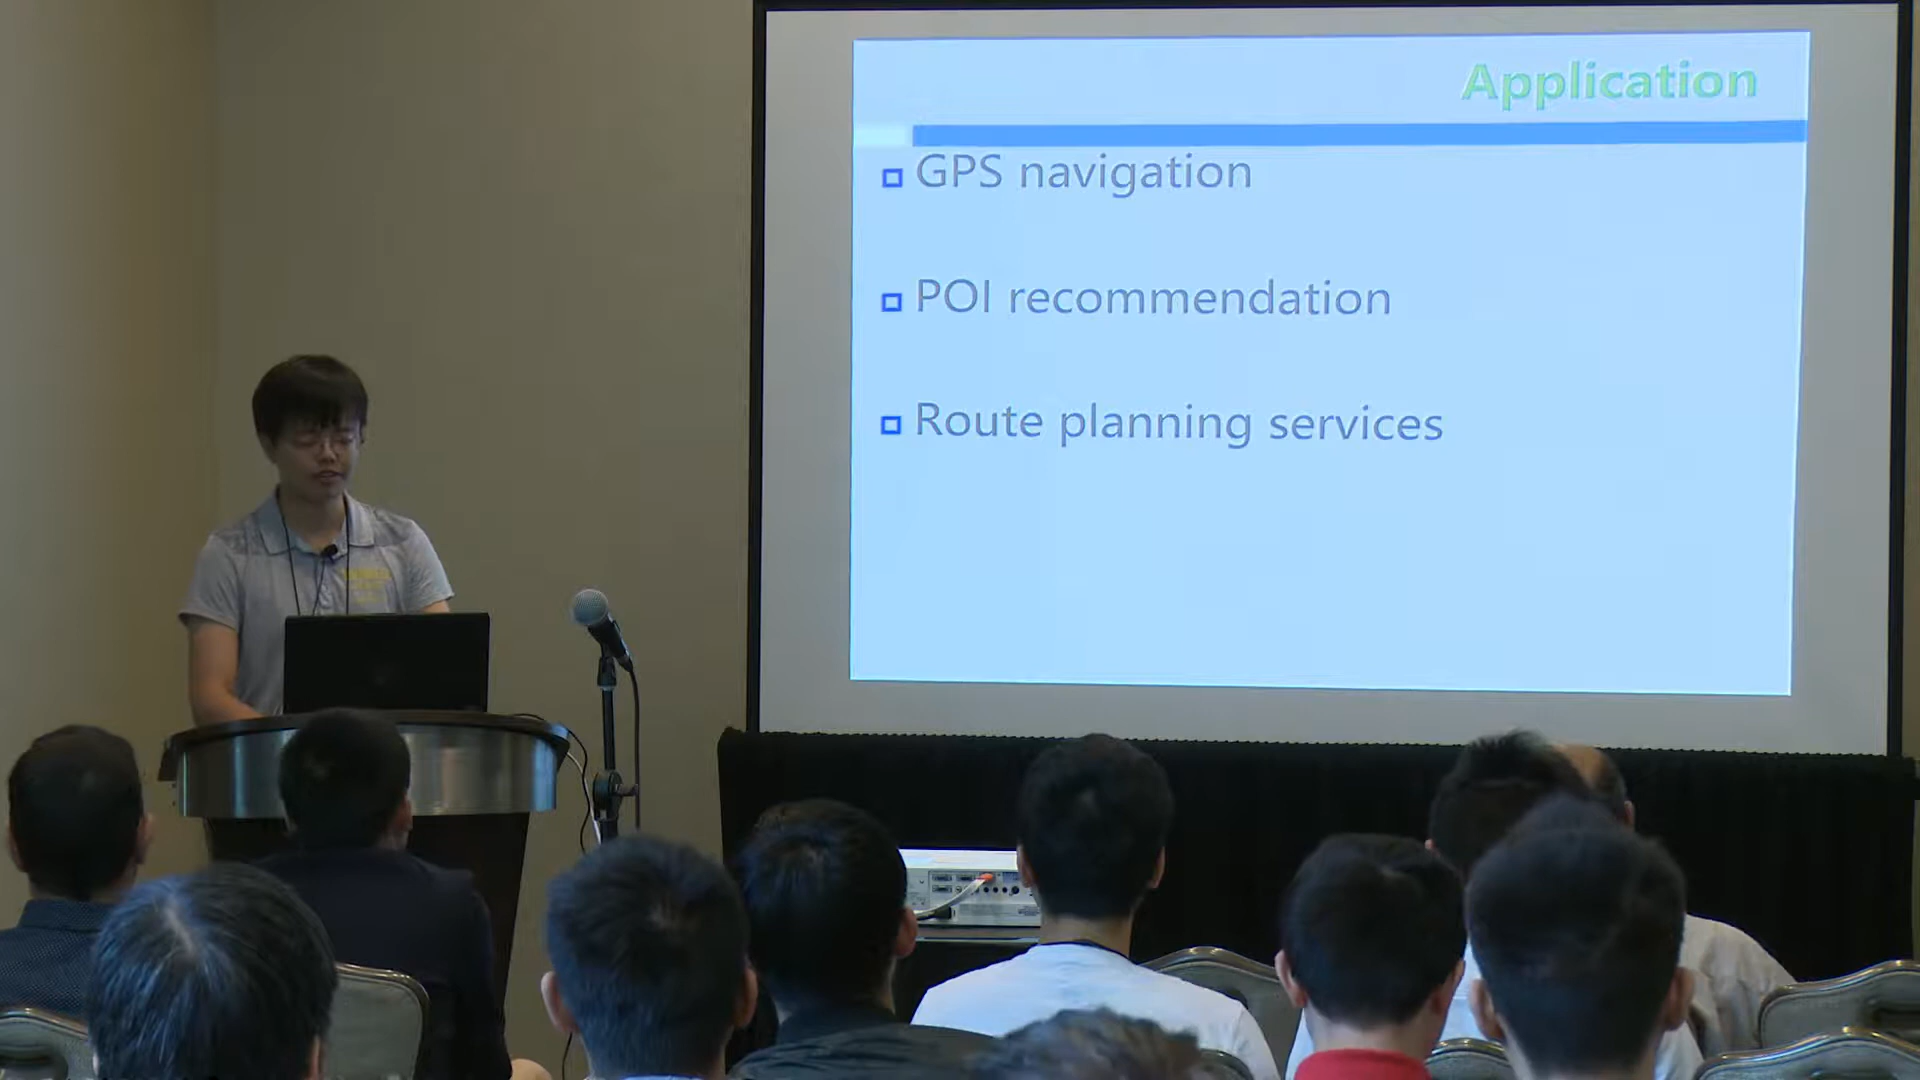 Application
GPS navigation
POI recommendation
Route planning services